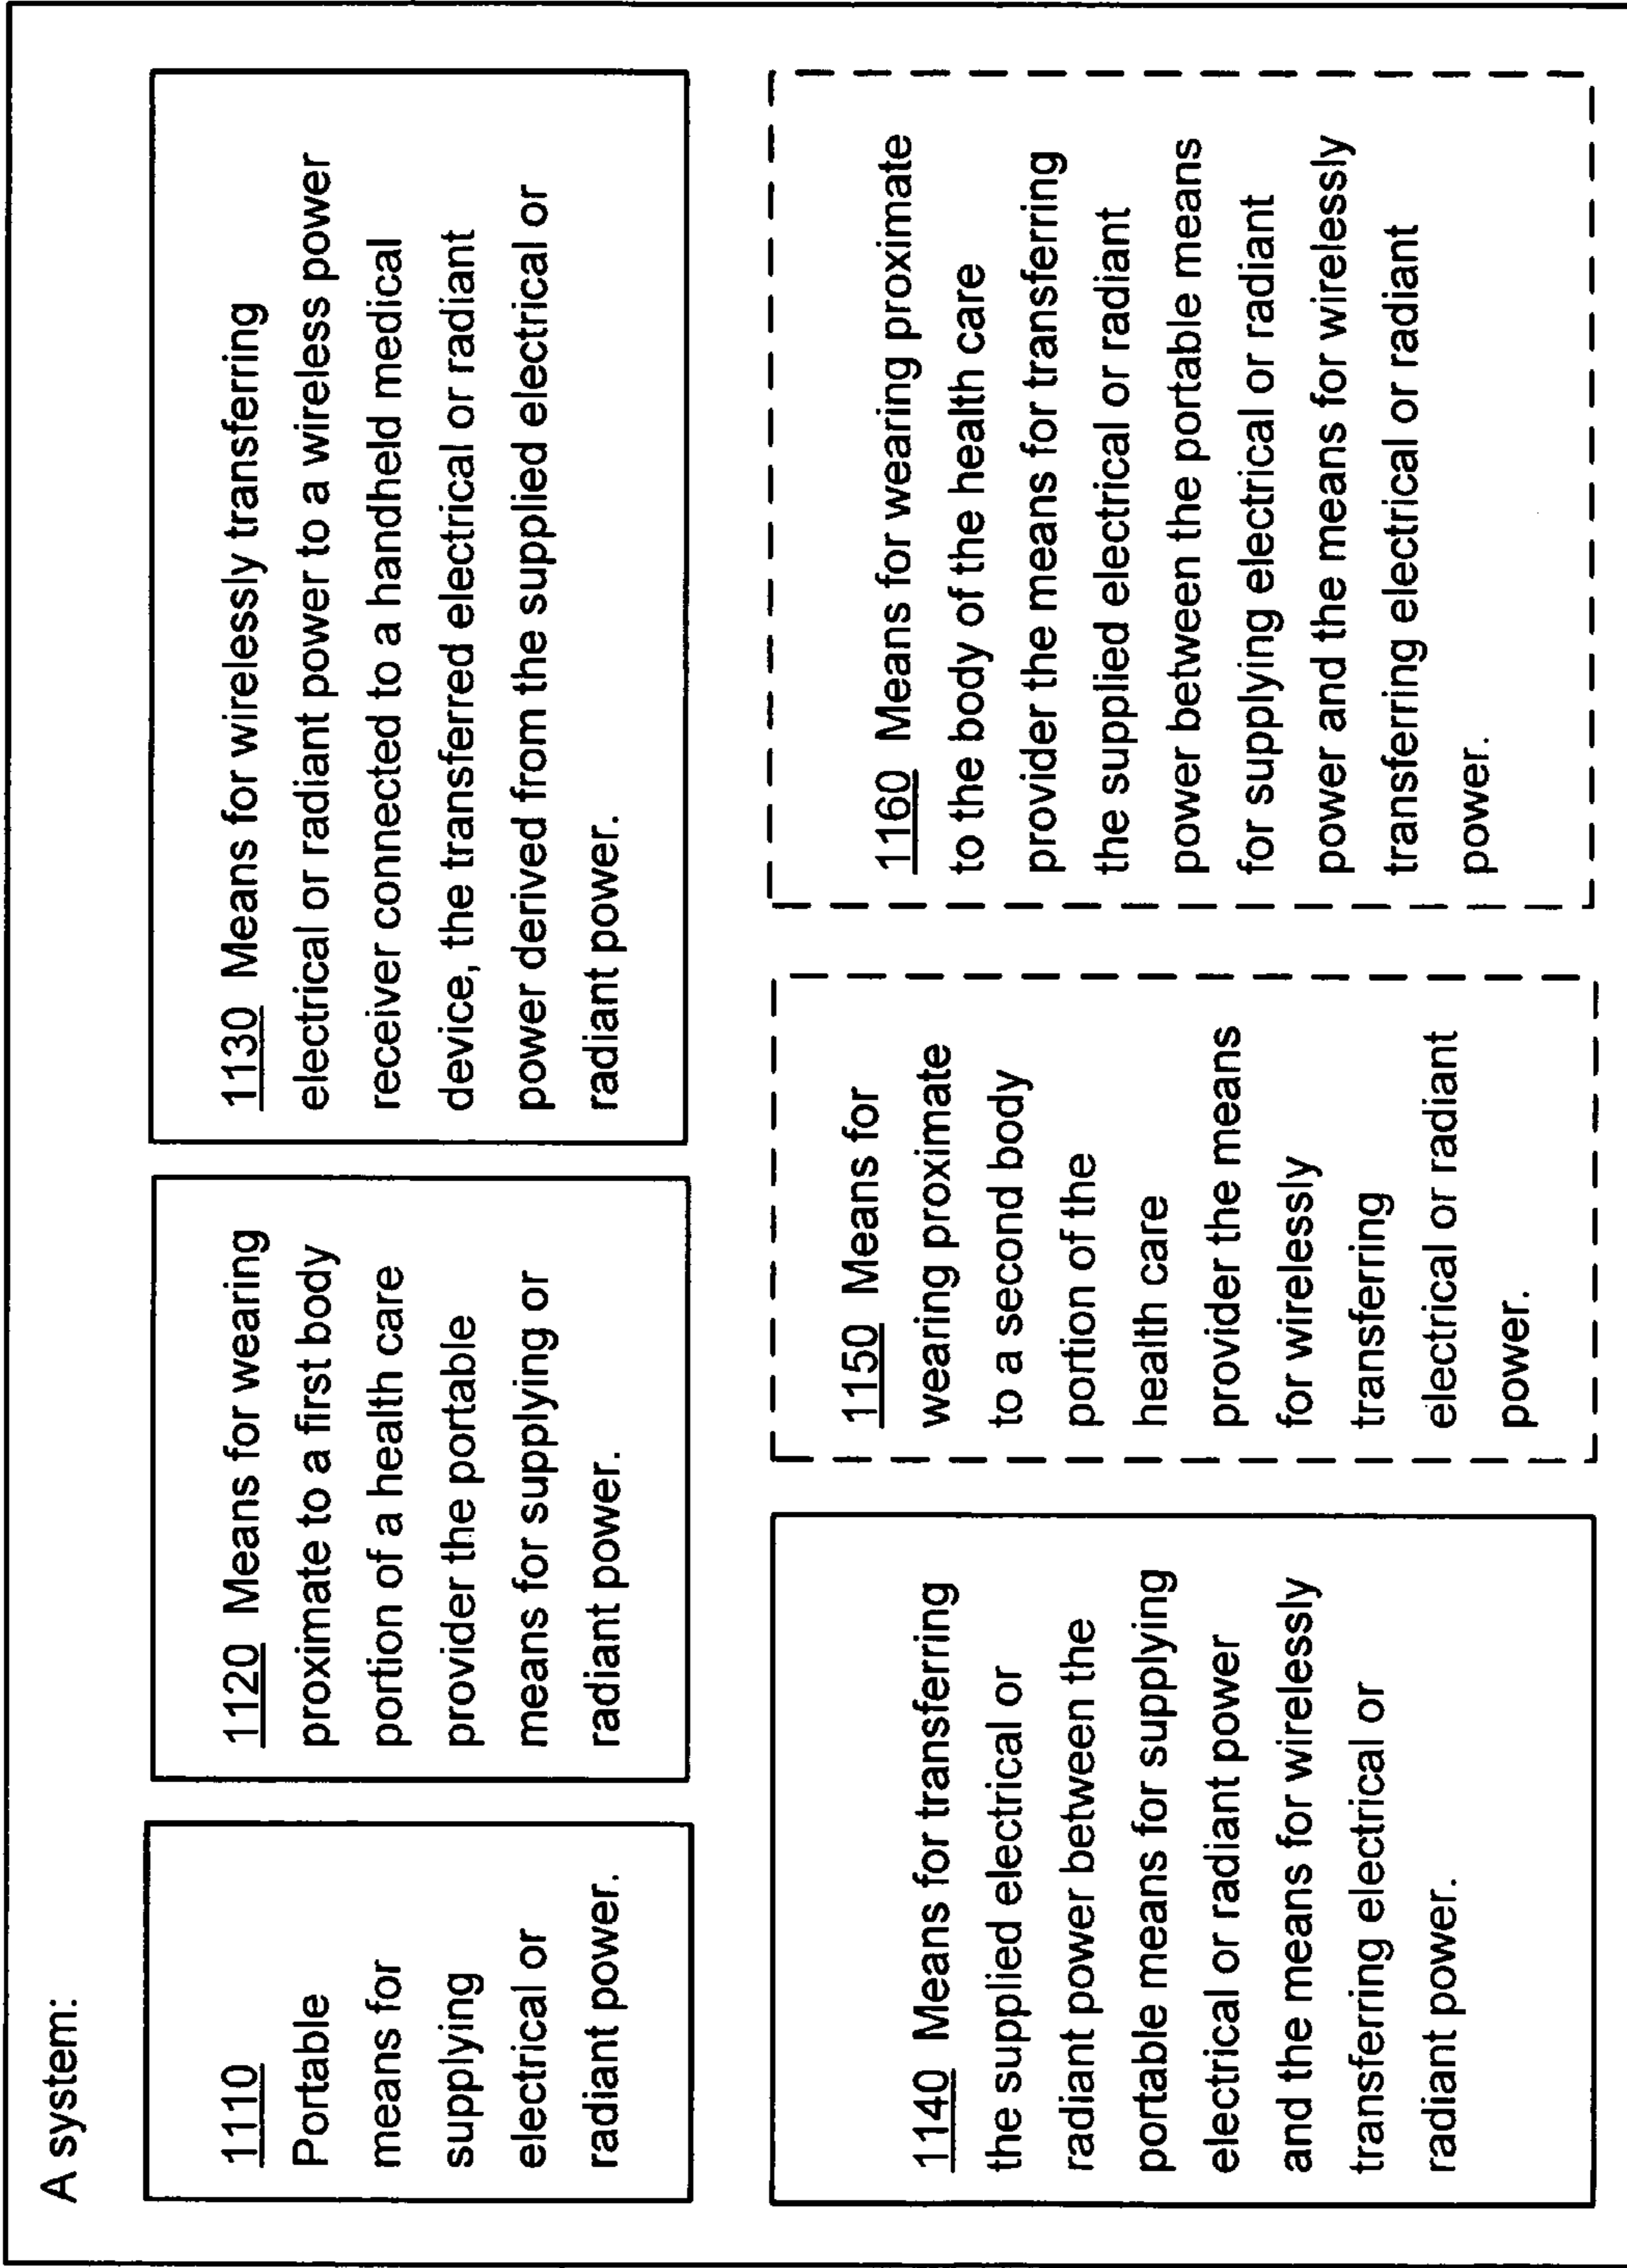 A system:
1110
Portable
means for
supplying
electrical or
radiant power.
1120 Means for wearing
proximate to a first body
portion of a health care
provider the portable
means for supplying or
radiant power.
1130 Means for wirelessly transferring
electrical or radiant power to a wireless power
receiver connected to a handheld medical
device, the transferred electrical or radiant
power derived from the supplied electrical or
radiant power.
1140 Means for transferring
the supplied electrical or
radiant power between the
portable means for supplying
electrical or radiant power
and the means for wirelessly
transferring electrical or
radiant power.
1150 Means for
wearing proximate
to a second body
portion of the
health care
provider the means
for wirelessly
transferring
electrical or radiant
power.
1160 Means for wearing proximate
to the body of the health care
provider the means for transferring
the supplied electrical or radiant
power between the portable means
for supplying electrical or radiant
power and the means for wirelessly
transferring electrical or radiant
power.